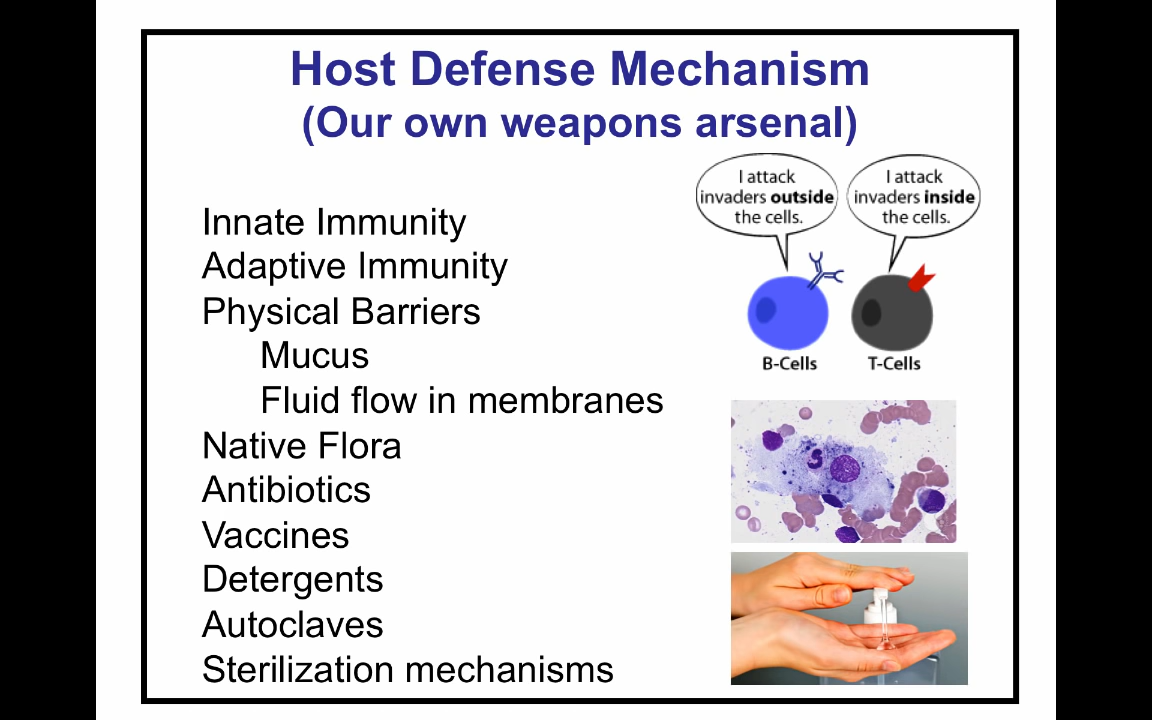 Host Defense Mechanism
(Our own weapons arsenal)
Innate Immunity
Adaptive Immunity
Physical Barriers
Mucus
Fluid flow in membranes
Native Flora
Antibiotics
Vaccines
Detergents
Autoclaves
Sterilization mechanisms
I attack
invaders outside
the cells.
I attack
invaders inside
the cells.
B-Cells
T-Cells